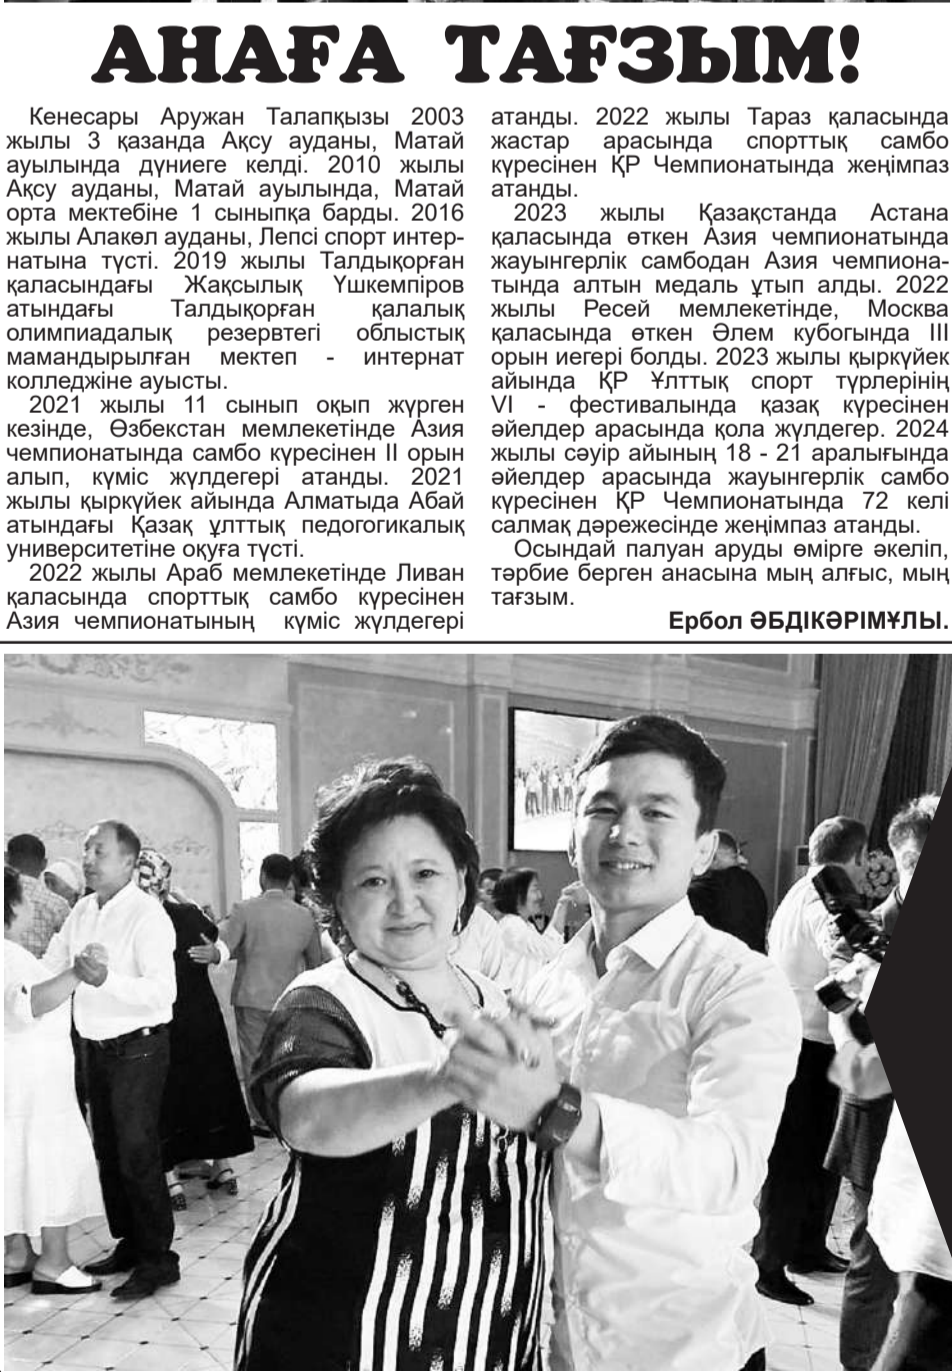 АНАҒА ТАҒЗЫМ!
Кенесары Аружан Талапқызы 2003
жылы 3 қазанда Ақсу ауданы, Матай
ауылында дүниеге келді. 2010 жылы
Ақсу ауданы, Матай ауылында, Матай
орта мектебіне 1 сыныпқа барды. 2016
жылы Алакөл ауданы, Лепсі спорт интер-
натына түсті. 2019 жылы Талдықорған
қаласындағы Жақсылық Үшкемпіров
атындағы Талдықорған қалалық
олимпиадалық резервтегі облыстық
мамандырылған мектеп - интернат
колледжіне ауысты.
2021 жылы 11 сынып оқып жүрген
кезінде, Өзбекстан мемлекетінде Азия
чемпионатында самбо күресінен II орын
алып, күміс жүлдегері атанды. 2021
жылы қыркүйек айында Алматыда Абай
атындағы Қазақ ұлттық педогогикалық
университетіне оқуға түсті.
2022 жылы Араб мемлекетінде Ливан
қаласында спорттық самбо күресінен
Азия чемпионатының күміс жүлдегері
атанды. 2022 жылы Тараз қаласында
жастар арасында спорттық самбо
күресінен ҚР Чемпионатында жеңімпаз
атанды.
2023 жылы Қазақстанда Астана
қаласында өткен Азия чемпионатында
жауынгерлік самбодан Азия чемпиона-
тында алтын медаль ұтып алды. 2022
жылы Ресей мемлекетінде, Москва
қаласында өткен Әлем кубогында III
орын иегері болды. 2023 жылы қыркүйек
айында ҚР Ұлттық спорт түрлерінің
VI - фестивалында қазақ күресінен
әйелдер арасында қола жүлдегер. 2024
жылы сәуір айының 18 - 21 аралығында
әйелдер арасында жауынгерлік самбо
күресінен ҚР Чемпионатында 72 келі
салмақ дәрежесінде жеңімпаз атанды.
Осындай палуан аруды өмірге әкеліп,
тәрбие берген анасына мың алғыс, мың
тағзым.
Ербол ӘБДІКӘРІМҰЛЫ.